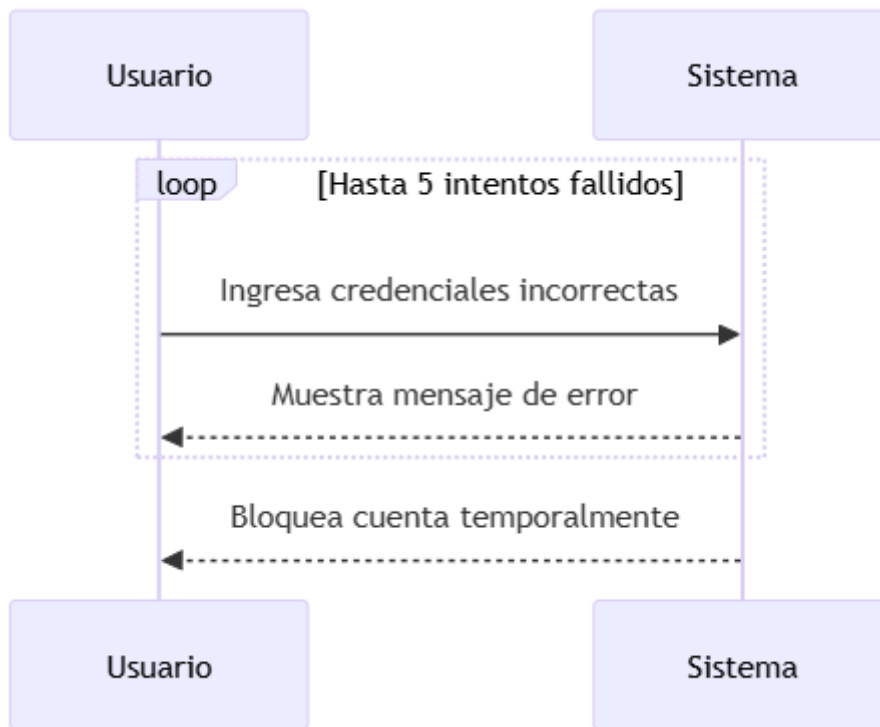 Usuario
Sistema
loop
[Hasta 5 intentos fallidos]
Ingresa credenciales incorrectas
Muestra mensaje de error
Bloquea cuenta temporalmente
Usuario
Sistema